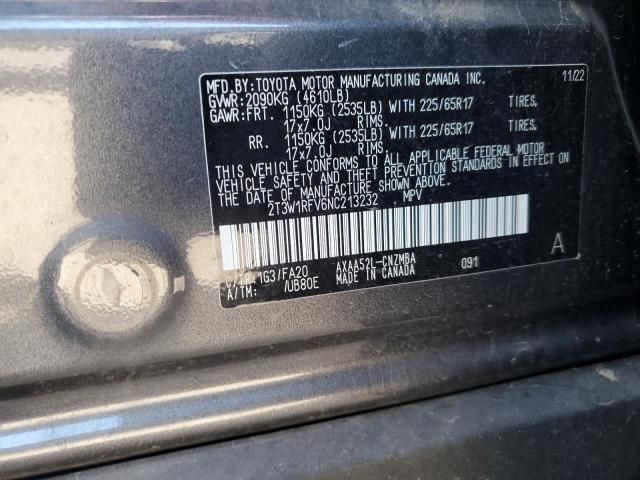 MFD.BY:TOYOTA MOTOR MANUFACTURING CANADA INC. 11/22
GVWR:2090KG (4610LB)
GAWR:FRT. 1150KG (2535LB) WITH 225/65R17 TIRES,
17x7.0J RIMS.
RR. 1150KG (2535LB) WITH 225/65R17 TIRES,
17x7.0J RIMS.
THIS VEHICLE CONFORMS TO ALL APPLICABLE FEDERAL MOTOR
VEHICLE SAFETY AND THEFT PREVENTION STANDARDS IN EFFECT ON
THE DATE OF MANUFACTURE SHOWN ABOVE.
2T3W1RFV6NC213232 MPV
A
1G3/FA20 AXAA52L-CNZMBA 091
A/TM: /UB80E MADE IN CANADA